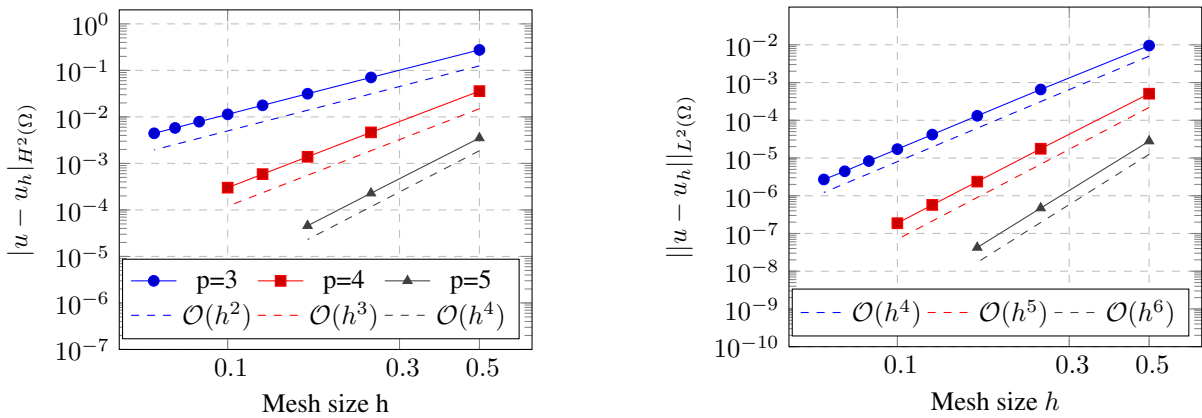 10^0
10^{-1}
10^{-2}
10^{-3}
10^{-4}
10^{-5}
10^{-6}
10^{-7}
|u − u_h|_{H^2(Ω)}
p=3 p=4 p=5
O(h^2) O(h^3) O(h^4)
0.1 0.3 0.5
Mesh size h
10^{-2}
10^{-3}
10^{-4}
10^{-5}
10^{-6}
10^{-7}
10^{-8}
10^{-9}
10^{-10}
||u − u_h||_{L^2(Ω)}
O(h^4) O(h^5) O(h^6)
0.1 0.3 0.5
Mesh size h